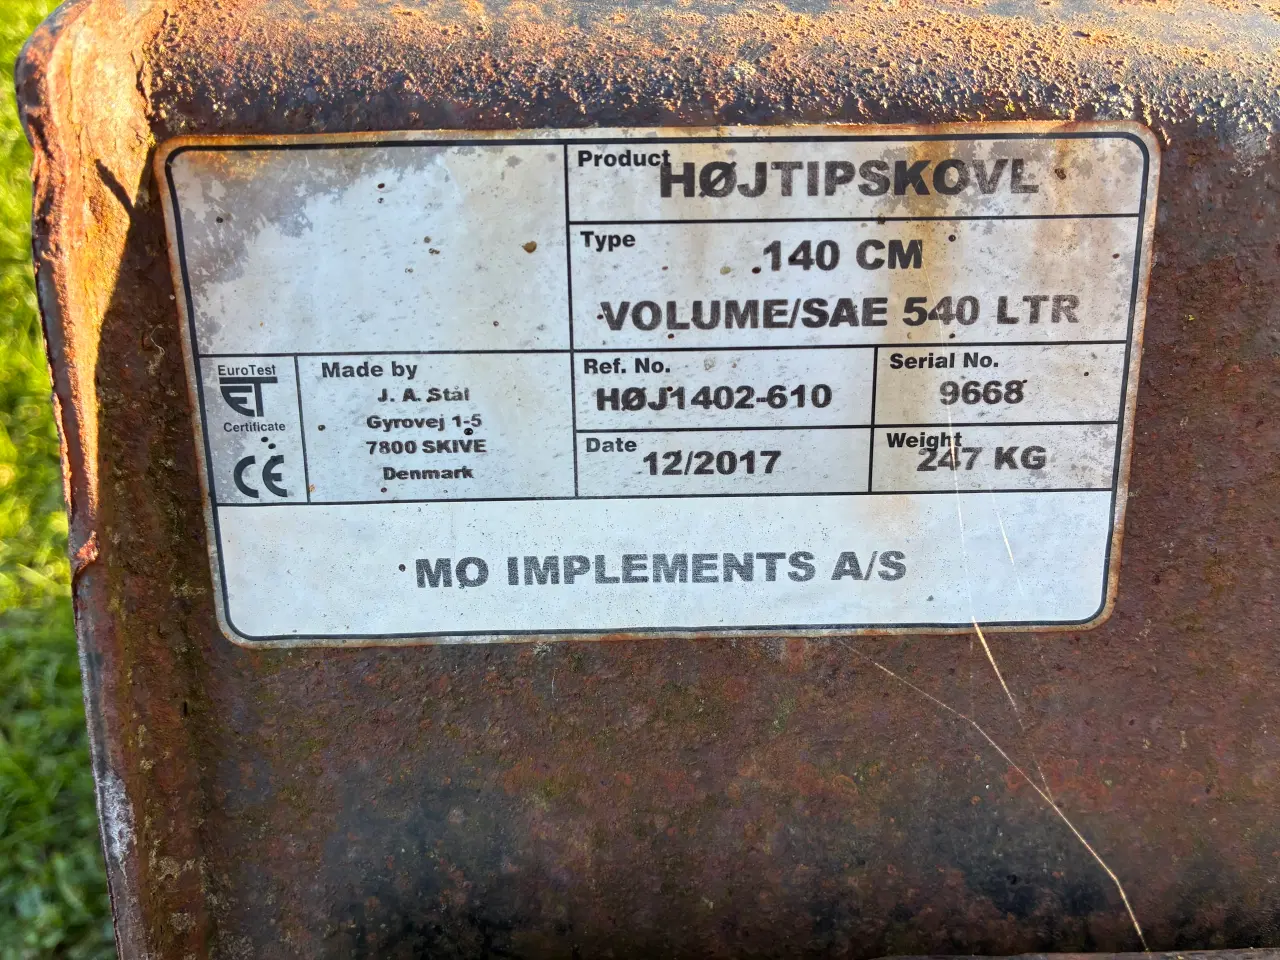 Product HØJTIPSKOVL
Type 140 CM
VOLUME/SAE 540 LTR
EuroTest
ET
Certificate
CE
Made by
J. A. Stål
Gyrovej 1-5
7800 SKIVE
Denmark
Ref. No.
HØJ1402-610
Serial No.
9668
Date 12/2017
Weight
247 KG
MO IMPLEMENTS A/S